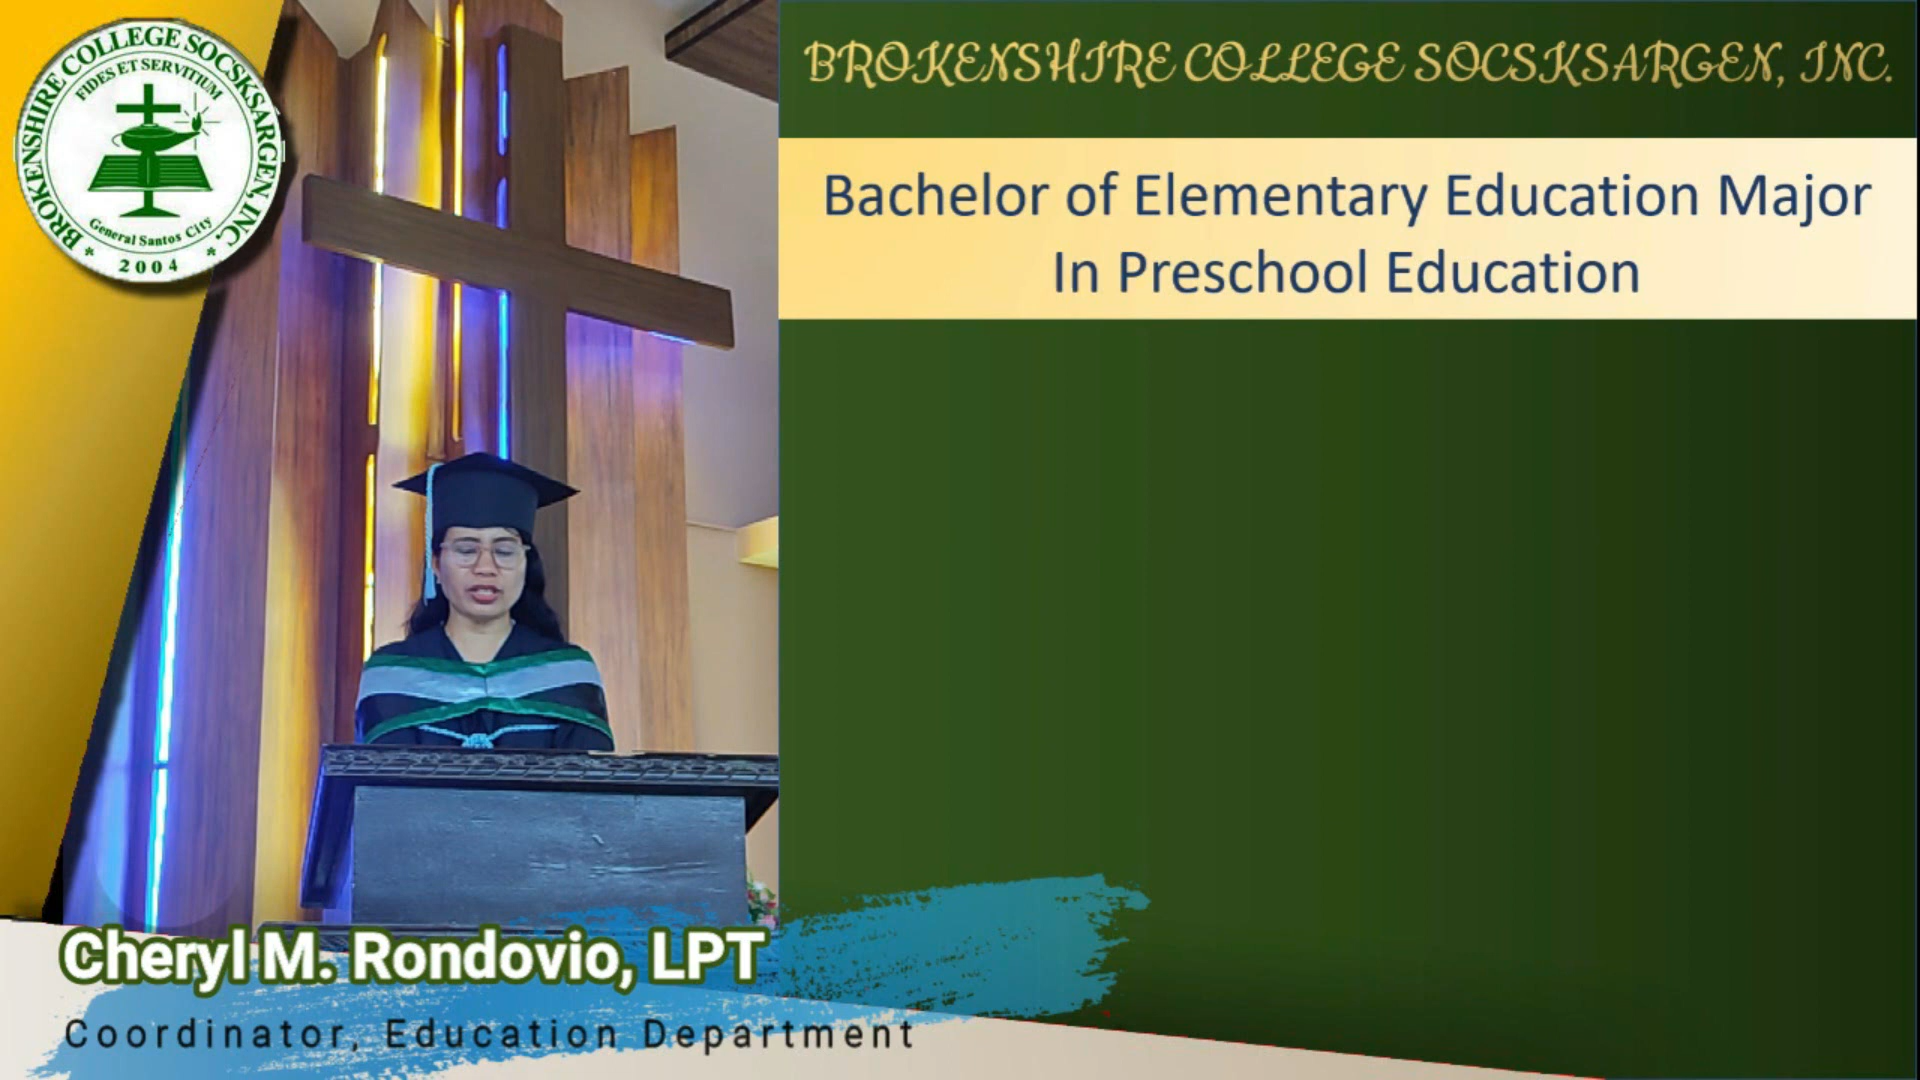 BROKENSHIRE COLLEGE SOCSKSARGEN, INC.
FIDES ET SERVITIUM
General Santos City
* 2004 *
BROKENSHIRE COLLEGE SOCSKSARGEN, INC.
Bachelor of Elementary Education Major
In Preschool Education
Cheryl M. Rondovio, LPT
Coordinator, Education Department